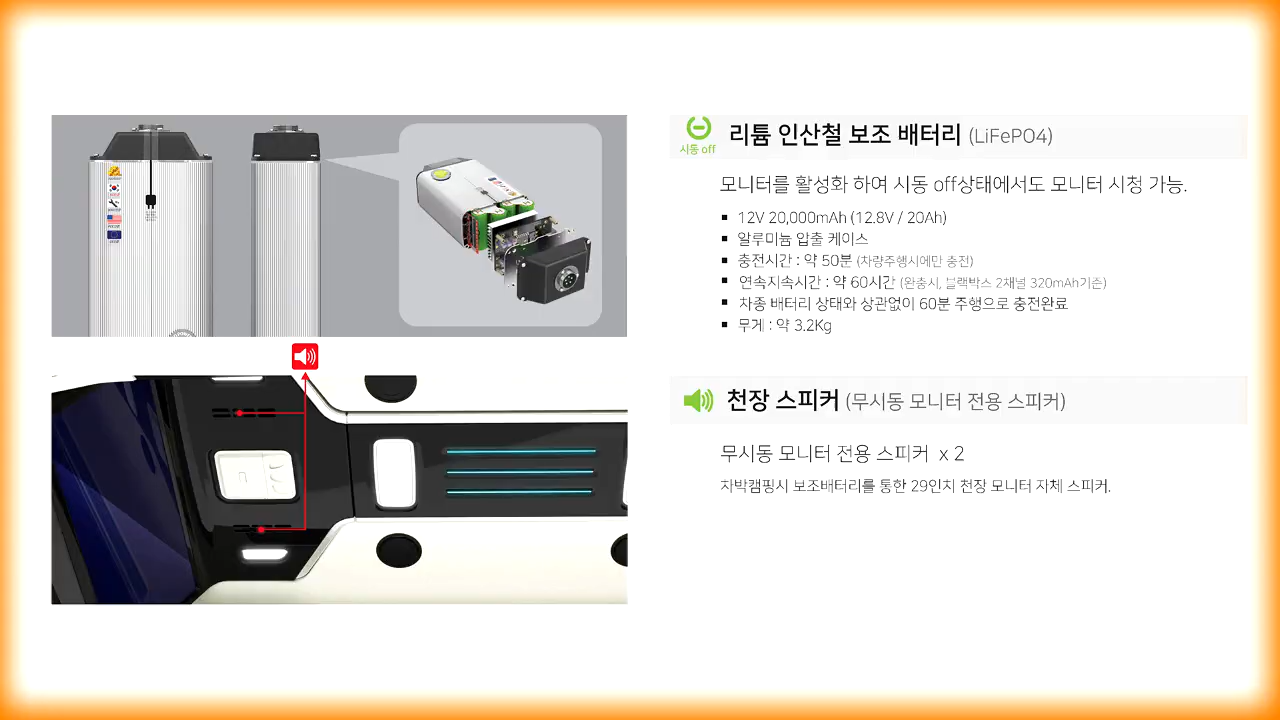 시동 off
리튬 인산철 보조 배터리 (LiFePO4)
모니터를 활성화 하여 시동 off상태에서도 모니터 시청 가능.
12V 20,000mAh (12.8V / 20Ah)
알루미늄 압출 케이스
충전시간 : 약 50분 (차량주행시에만 충전)
연속지속시간 : 약 60시간 (완충시, 블랙박스 2채널 320mAh기준)
차종 배터리 상태와 상관없이 60분 주행으로 충전완료
무게 : 약 3.2Kg
천장 스피커 (무시동 모니터 전용 스피커)
무시동 모니터 전용 스피커 x 2
차박캠핑시 보조배터리를 통한 29인치 천장 모니터 자체 스피커.